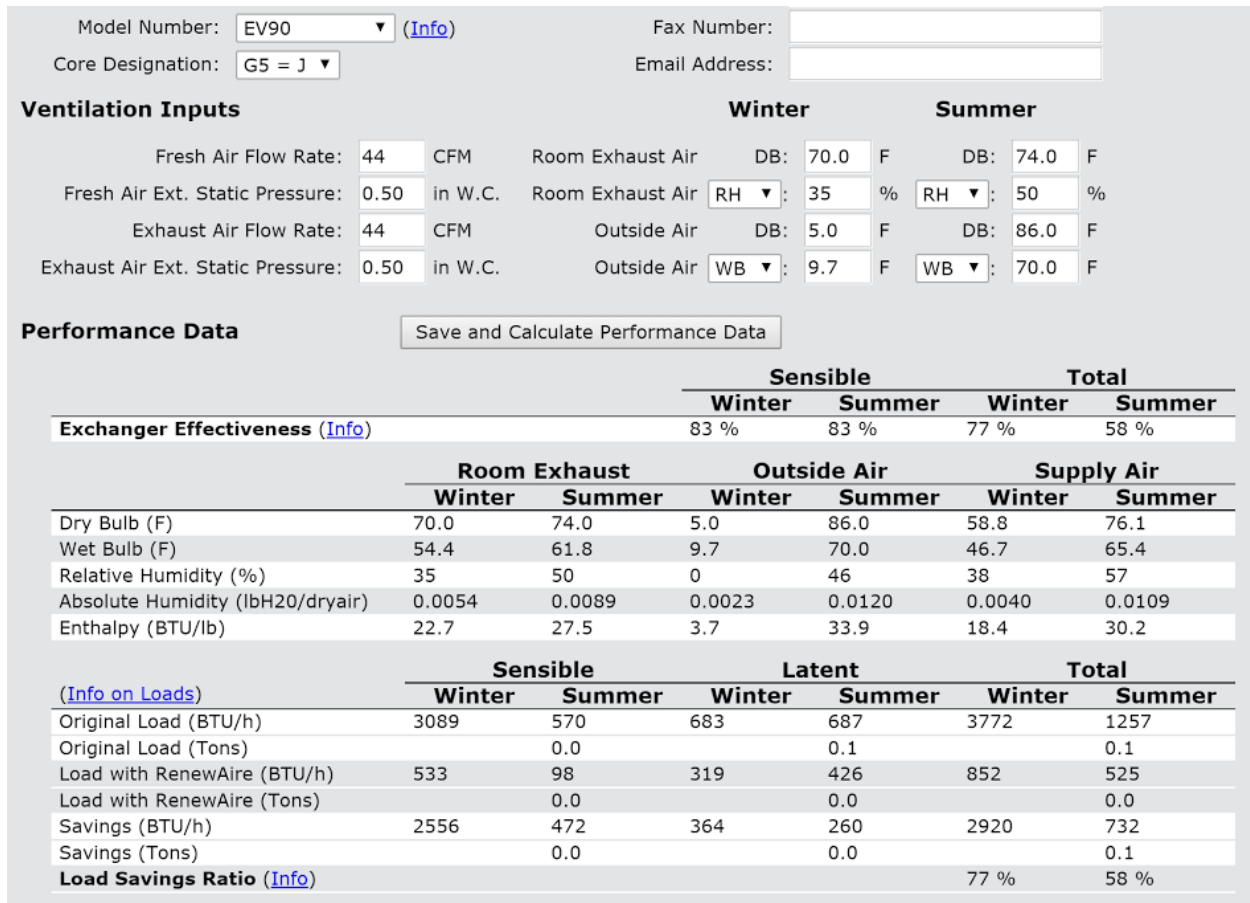 Model Number: EV90 ▼ (Info) Fax Number:
Core Designation: G5 = J ▼ Email Address:
Ventilation Inputs Winter Summer
Fresh Air Flow Rate: 44 CFM Room Exhaust Air DB: 70.0 F DB: 74.0 F
Fresh Air Ext. Static Pressure: 0.50 in W.C. Room Exhaust Air RH ▼ : 35 % RH ▼ : 50 %
Exhaust Air Flow Rate: 44 CFM Outside Air DB: 5.0 F DB: 86.0 F
Exhaust Air Ext. Static Pressure: 0.50 in W.C. Outside Air WB ▼ : 9.7 F WB ▼ : 70.0 F
Performance Data Save and Calculate Performance Data
Sensible Total
Winter Summer Winter Summer
Exchanger Effectiveness (Info) 83 % 83 % 77 % 58 %
Room Exhaust Outside Air Supply Air
Winter Summer Winter Summer Winter Summer
Dry Bulb (F) 70.0 74.0 5.0 86.0 58.8 76.1
Wet Bulb (F) 54.4 61.8 9.7 70.0 46.7 65.4
Relative Humidity (%) 35 50 0 46 38 57
Absolute Humidity (lbH20/dryair) 0.0054 0.0089 0.0023 0.0120 0.0040 0.0109
Enthalpy (BTU/lb) 22.7 27.5 3.7 33.9 18.4 30.2
Sensible Latent Total
(Info on Loads) Winter Summer Winter Summer Winter Summer
Original Load (BTU/h) 3089 570 683 687 3772 1257
Original Load (Tons) 0.0 0.1 0.1
Load with RenewAire (BTU/h) 533 98 319 426 852 525
Load with RenewAire (Tons) 0.0 0.0 0.0
Savings (BTU/h) 2556 472 364 260 2920 732
Savings (Tons) 0.0 0.0 0.1
Load Savings Ratio (Info) 77 % 58 %